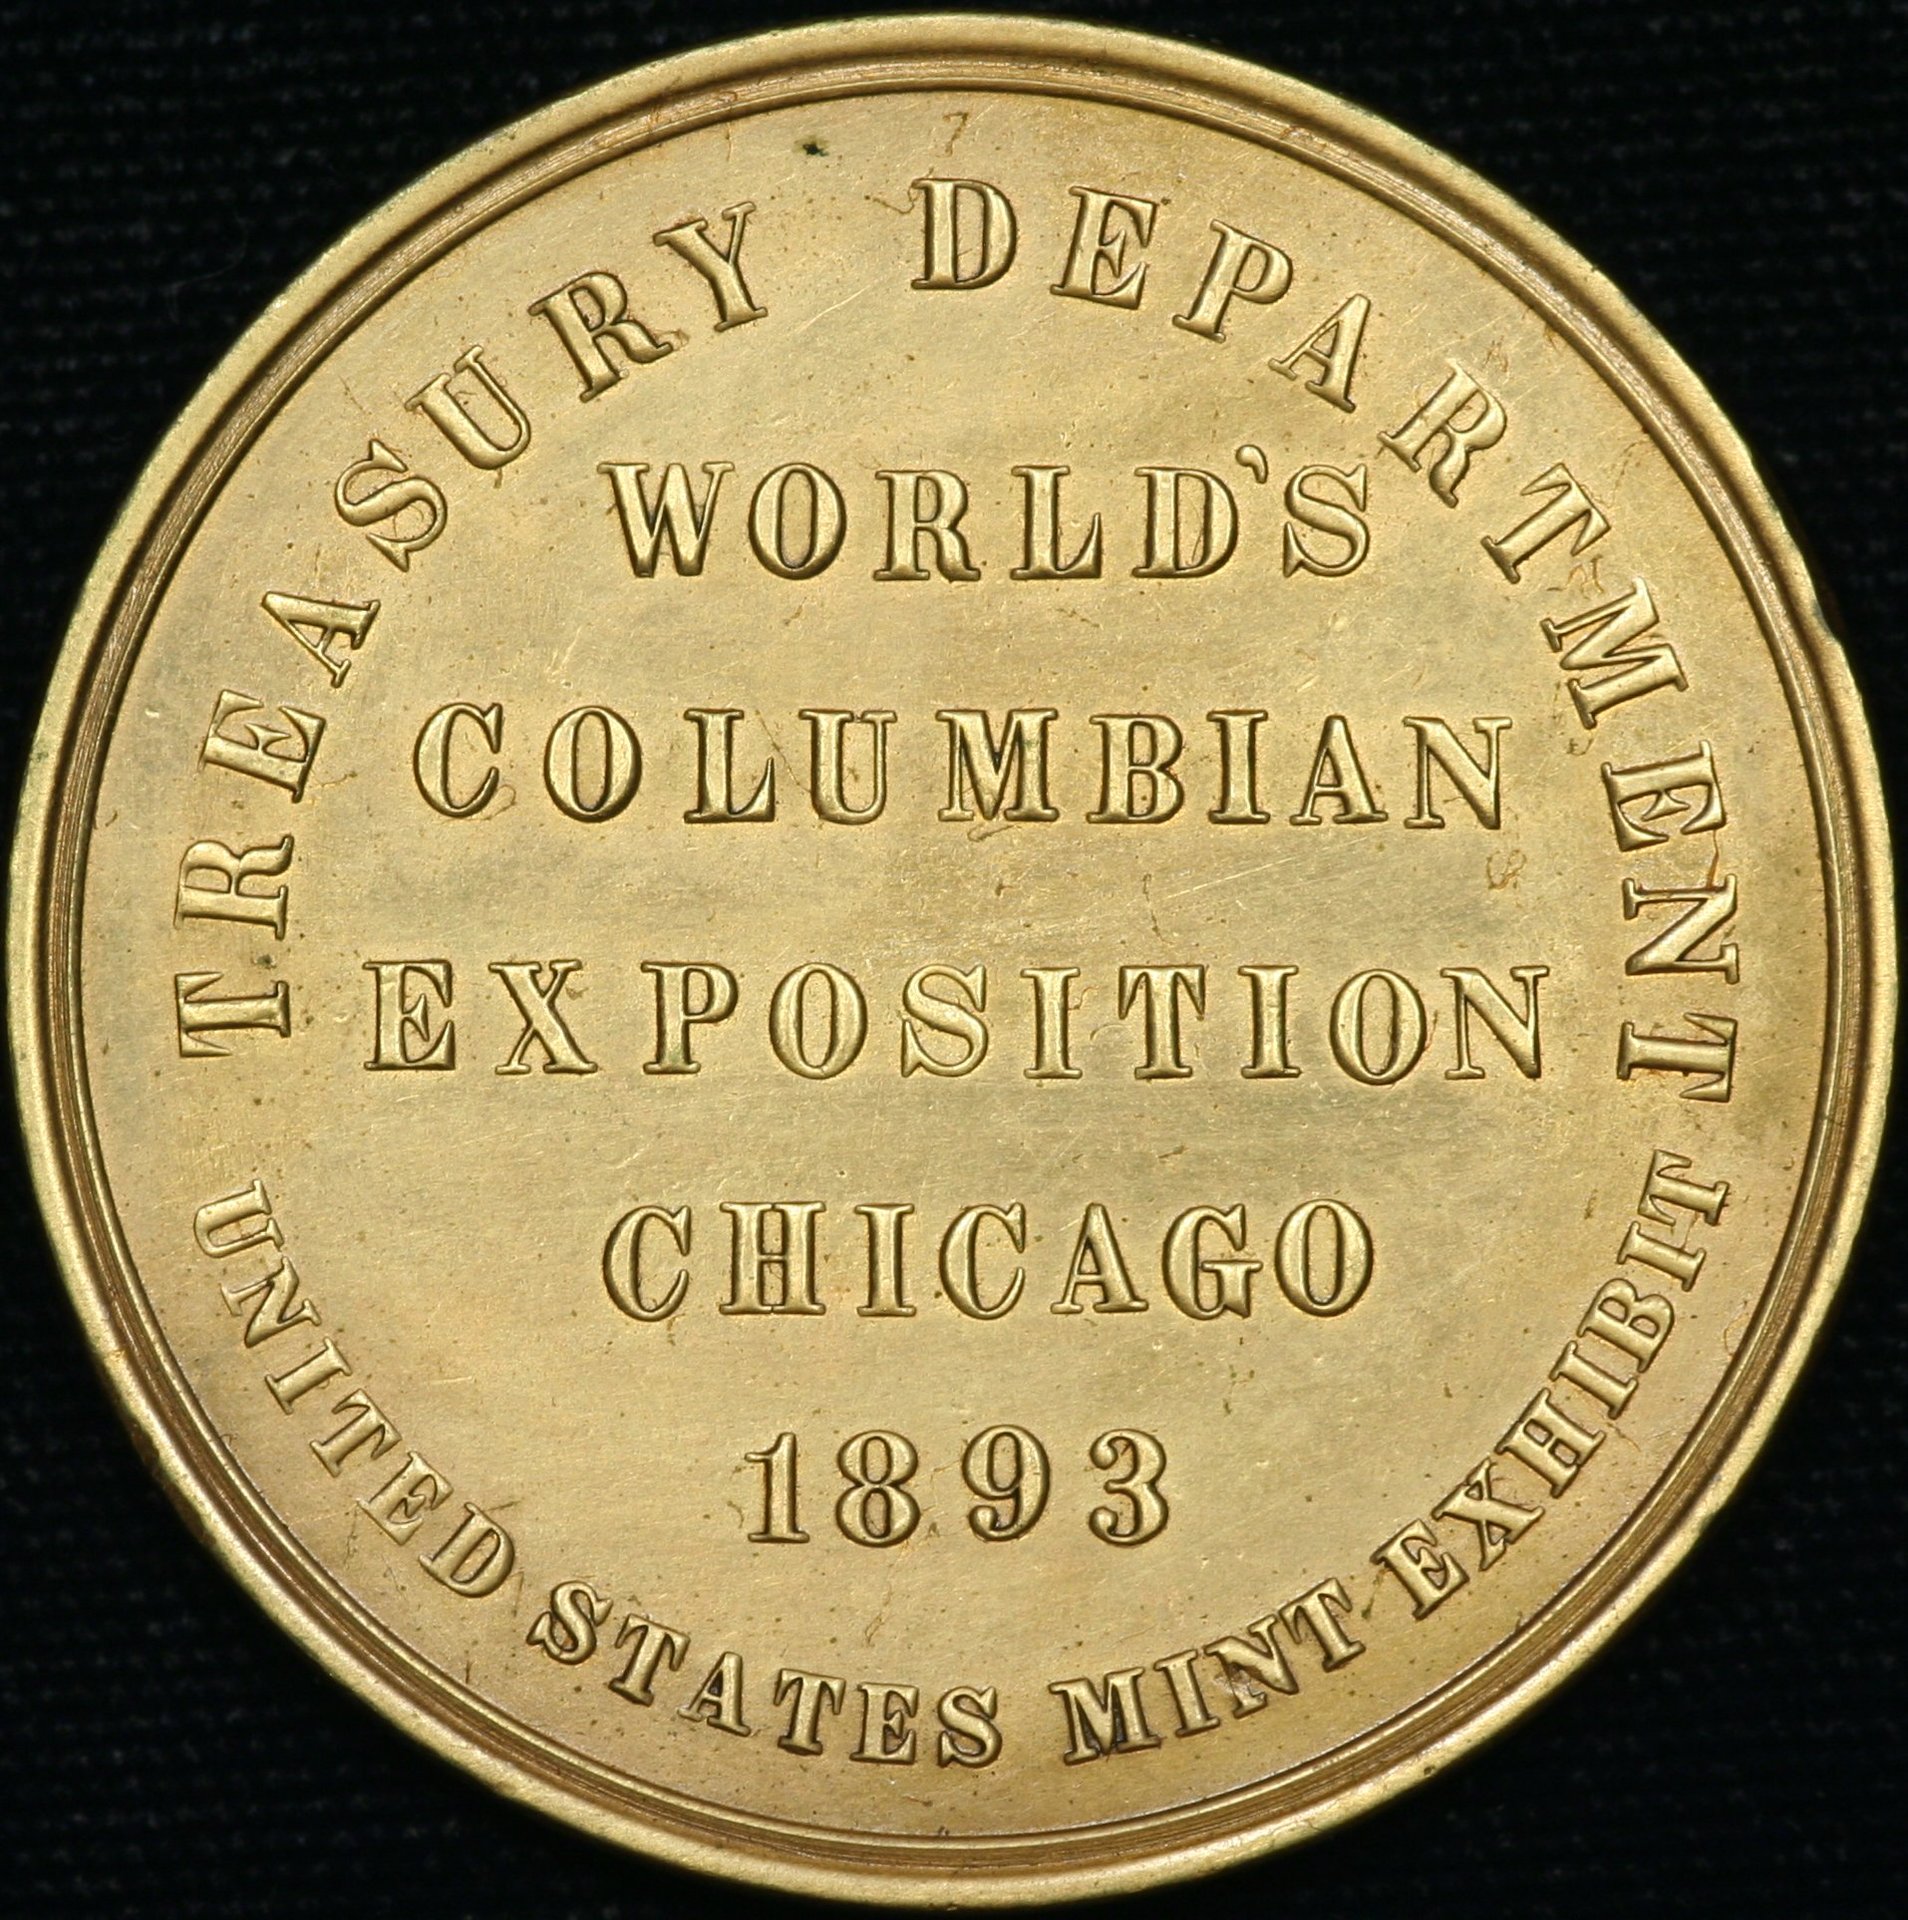 TREASURY DEPARTMENT
WORLD'S
COLUMBIAN
EXPOSITION
CHICAGO
1893
UNITED STATES MINT EXHIBIT